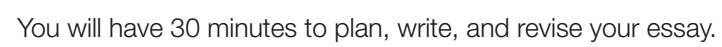 You will have 30 minutes to plan, write, and revise your essay.